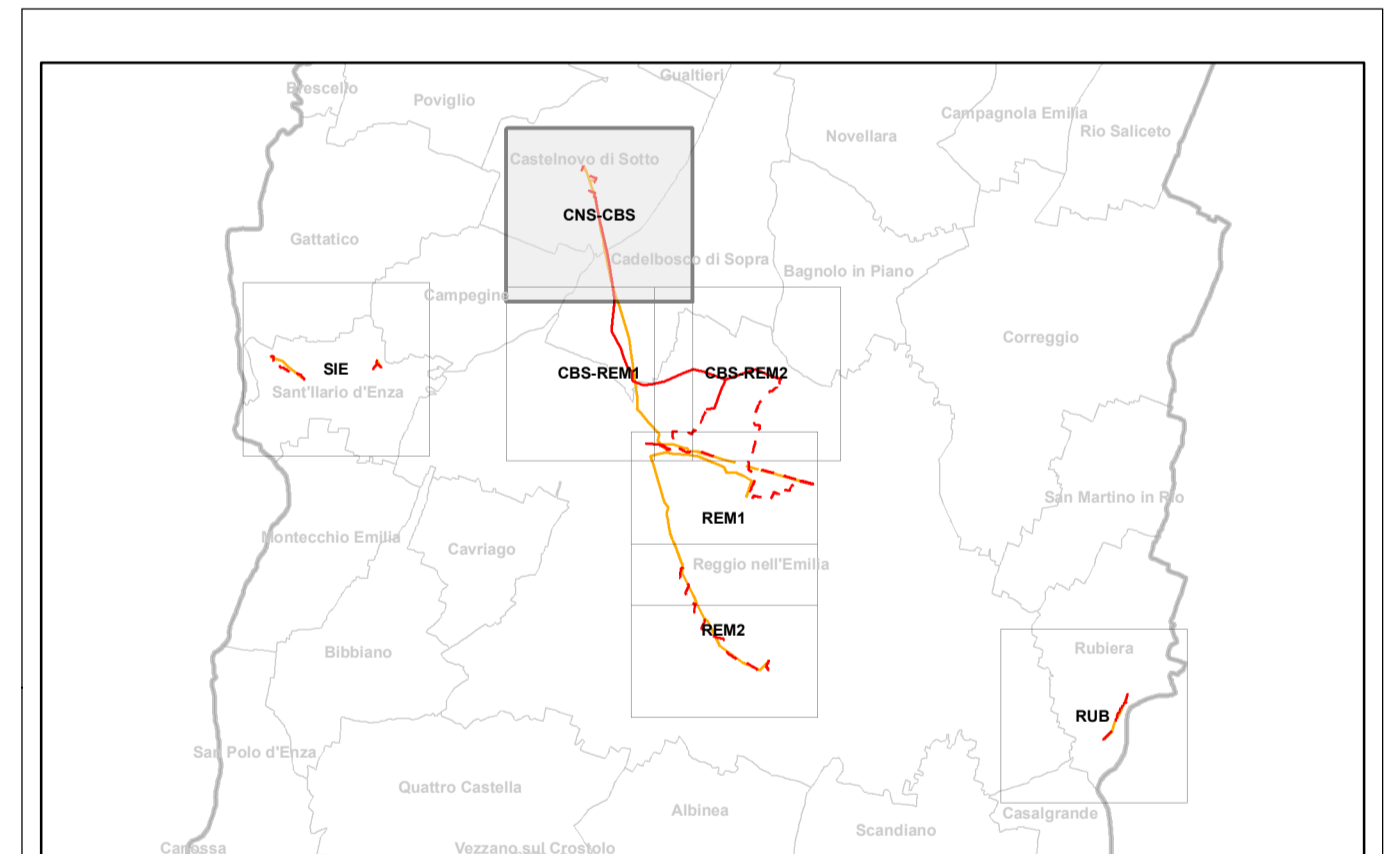 Gualtieri
Brescello
Poviglio
Campagnola Emilia
Rio Saliceto
Novellara
Castelnovo di Sotto
CNS-CBS
Gattatico
Cadelbosco di Sopra
Bagnolo in Piano
Campegine
Correggio
SIE
CBS-REM1
CBS-REM2
Sant'Ilario d'Enza
San Martino in Rio
REM1
Montecchio Emilia
Cavriago
Reggio nell'Emilia
REM2
Bibbiano
Rubiera
RUB
San Polo d'Enza
Quattro Castella
Albinea
Casalgrande
Scandiano
Canossa
Vezzano sul Crostolo